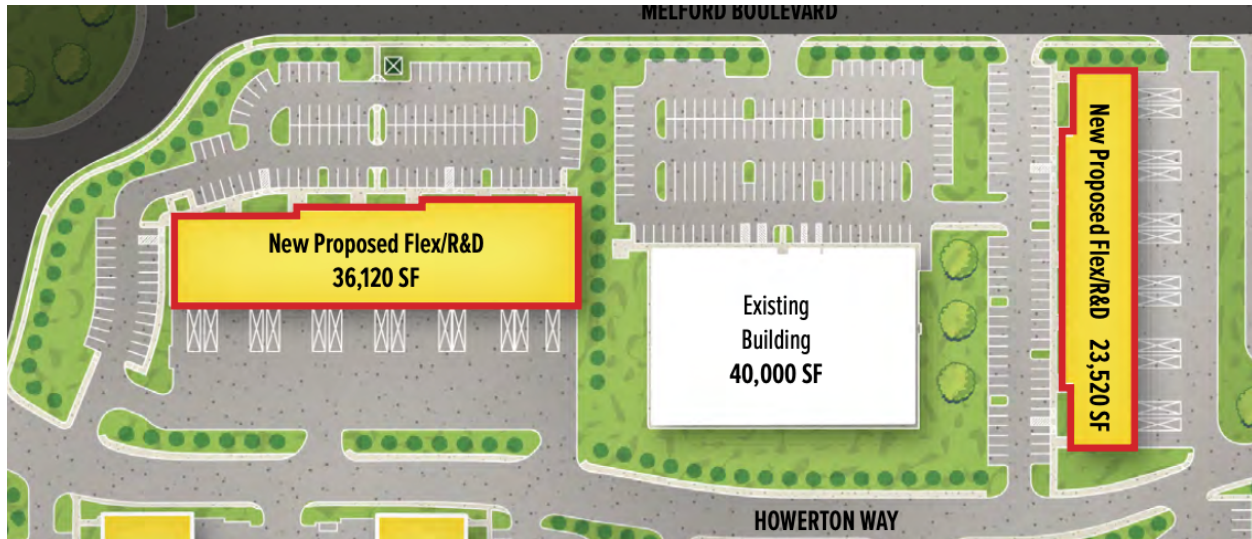 MELFORD BOULEVARD
New Proposed Flex/R&D
36,120 SF
Existing
Building
40,000 SF
New Proposed Flex/R&D 23,520 SF
HOWERTON WAY